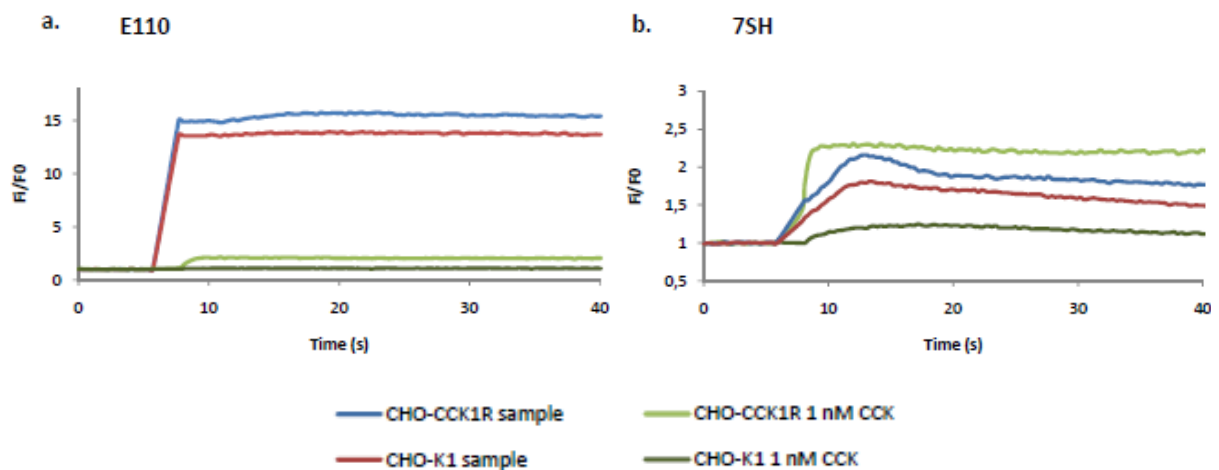 a. E110
b. 7SH
15
10
5
0
Fi/F0
0 10 20 30 40
Time (s)
3
2,5
2
1,5
1
0,5
Fi/F0
0 10 20 30 40
Time (s)
CHO-CCK1R sample
CHO-CCK1R 1 nM CCK
CHO-K1 sample
CHO-K1 1 nM CCK